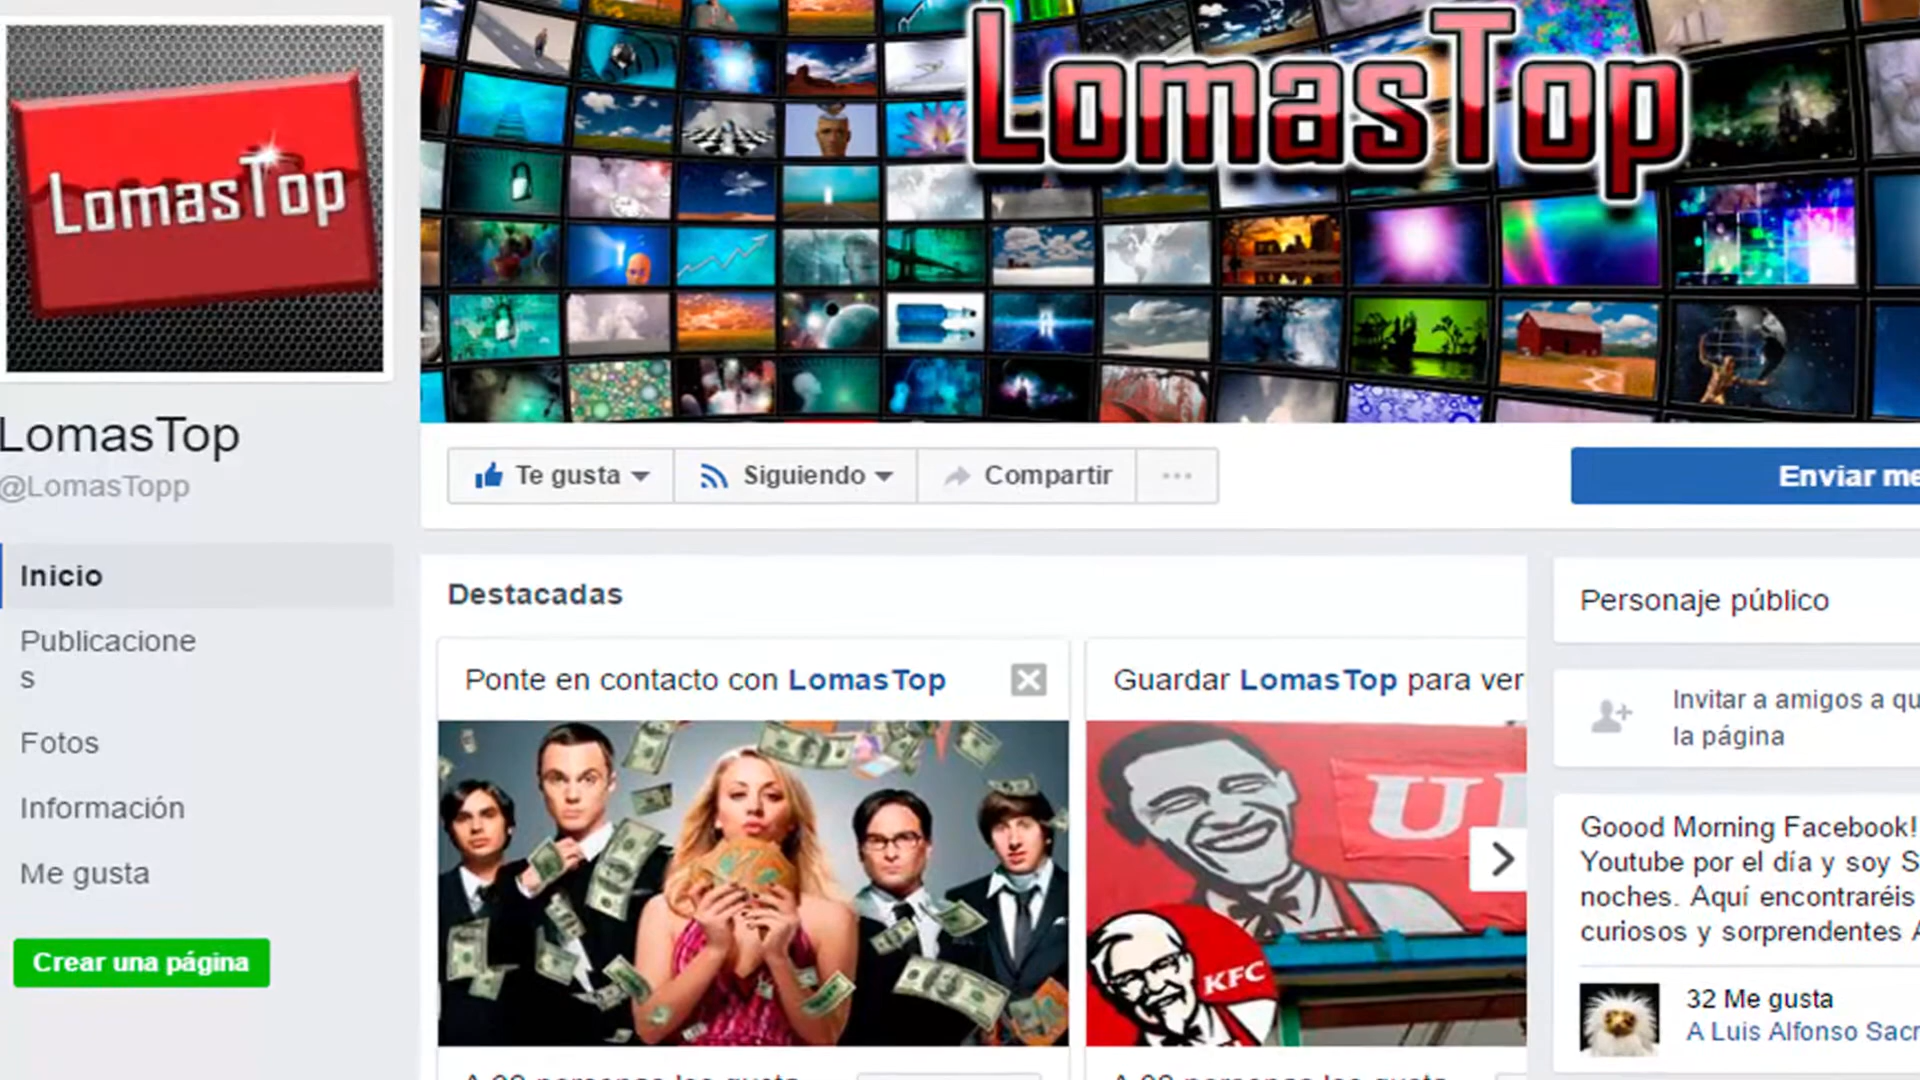 LomasTop
LomasTop
LomasTop
@LomasTopp
Te gusta
Siguiendo
Compartir
Enviar me
Inicio
Publicacione
s
Fotos
Información
Me gusta
Crear una página
Destacadas
Ponte en contacto con LomasTop
Guardar LomasTop para ver
KFC
Personaje público
Invitar a amigos a qu
la página
Goood Morning Facebook!
Youtube por el día y soy S
noches. Aquí encontraréis
curiosos y sorprendentes A
32 Me gusta
A Luis Alfonso Sacr